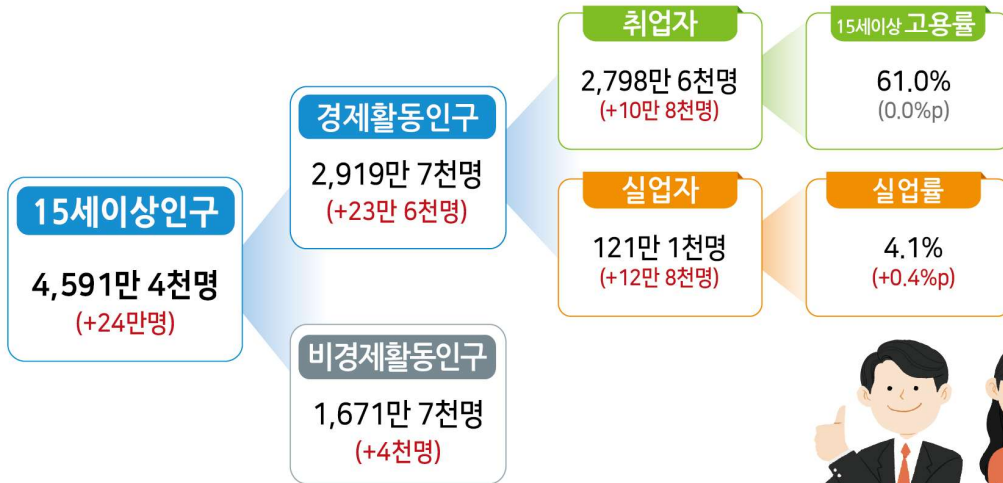 15세이상인구
4,591만 4천명
(+24만명)
경제활동인구
2,919만 7천명
(+23만 6천명)
비경제활동인구
1,671만 7천명
(+4천명)
취업자
2,798만 6천명
(+10만 8천명)
15세이상 고용률
61.0%
(0.0%p)
실업자
121만 1천명
(+12만 8천명)
실업률
4.1%
(+0.4%p)